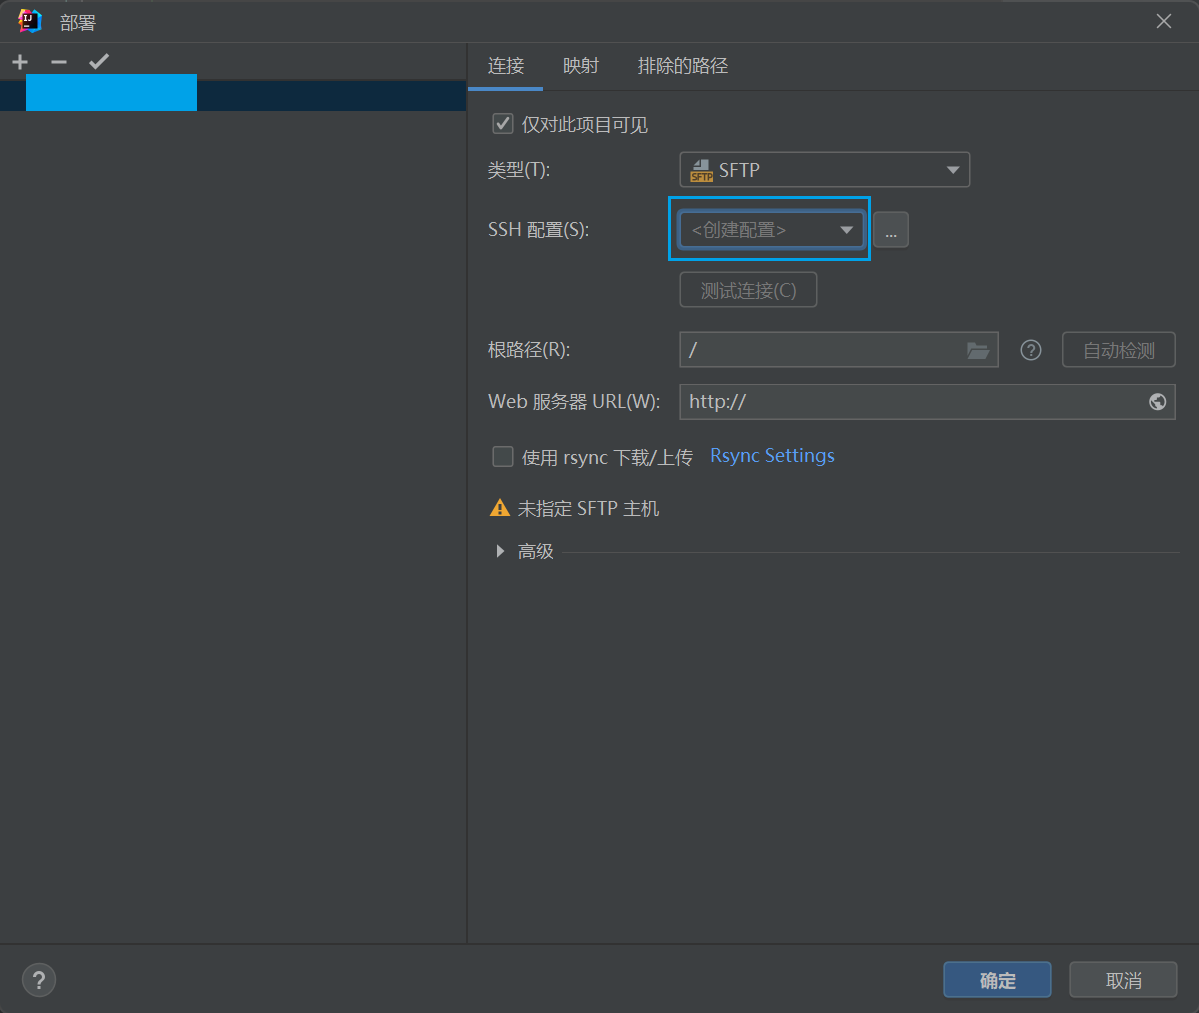 部署
连接 映射 排除的路径
仅对此项目可见
类型(T): SFTP
SSH 配置(S): <创建配置> ...
测试连接(C)
根路径(R): / ? 自动检测
Web 服务器 URL(W): http://
使用 rsync 下载/上传 Rsync Settings
未指定 SFTP 主机
高级
? 确定 取消